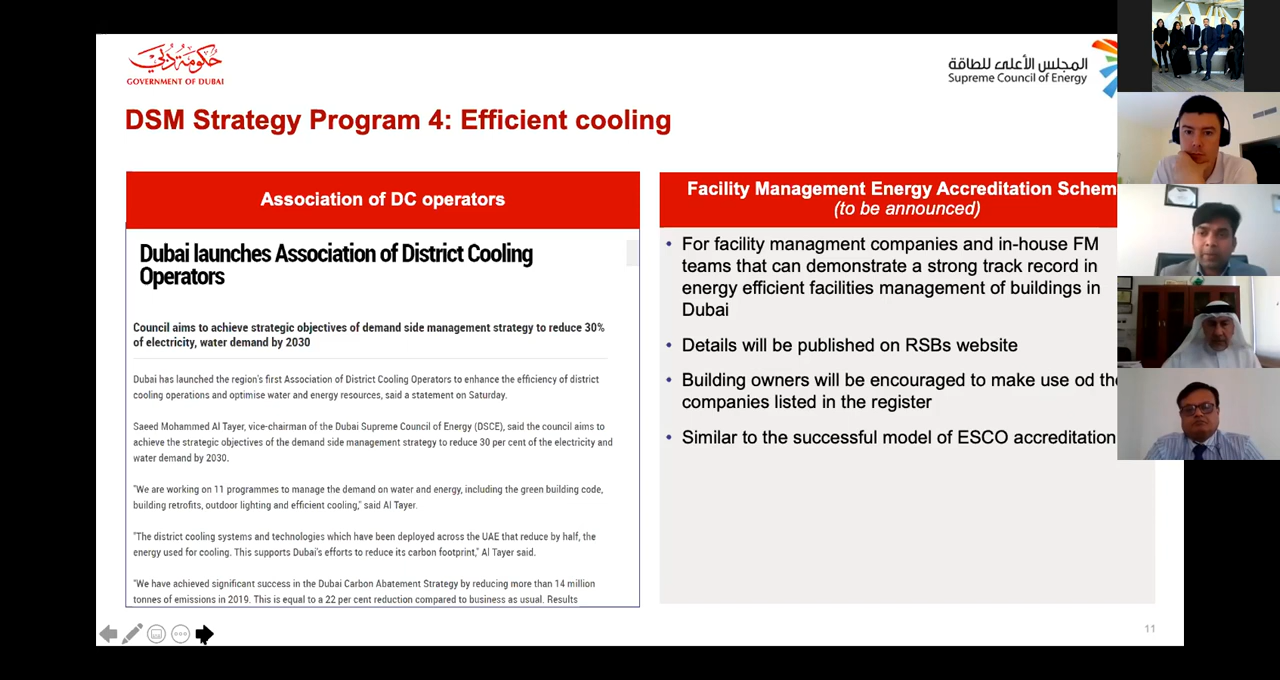 حكومة دبي
GOVERNMENT OF DUBAI
المجلس الأعلى للطاقة
Supreme Council of Energy
DSM Strategy Program 4: Efficient cooling
Association of DC operators
Dubai launches Association of District Cooling
Operators
Council aims to achieve strategic objectives of demand side management strategy to reduce 30%
of electricity, water demand by 2030
Dubai has launched the region's first Association of District Cooling Operators to enhance the efficiency of district
cooling operations and optimise water and energy resources, said a statement on Saturday.
Saeed Mohammed Al Tayer, vice-chairman of the Dubai Supreme Council of Energy (DSCE), said the council aims to
achieve the strategic objectives of the demand side management strategy to reduce 30 per cent of the electricity and
water demand by 2030.
"We are working on 11 programmes to manage the demand on water and energy, including the green building code,
building retrofits, outdoor lighting and efficient cooling," said Al Tayer.
"The district cooling systems and technologies which have been deployed across the UAE that reduce by half, the
energy used for cooling. This supports Dubai's efforts to reduce its carbon footprint," Al Tayer said.
"We have achieved significant success in the Dubai Carbon Abatement Strategy by reducing more than 14 million
tonnes of emissions in 2019. This is equal to a 22 per cent reduction compared to business as usual. Results
Facility Management Energy Accreditation Schem
(to be announced)
• For facility managment companies and in-house FM
teams that can demonstrate a strong track record in
energy efficient facilities management of buildings in
Dubai
• Details will be published on RSBs website
• Building owners will be encouraged to make use od the
companies listed in the register
• Similar to the successful model of ESCO accreditation
11